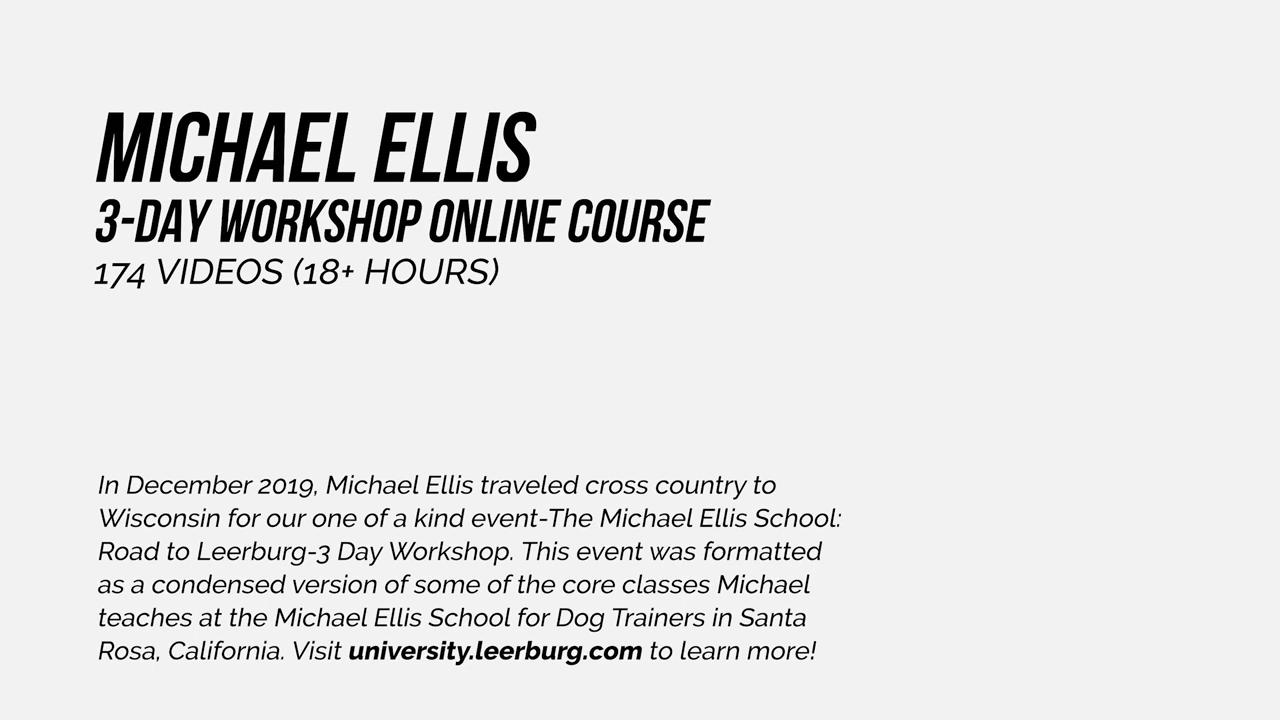 MICHAEL ELLIS
3-DAY WORKSHOP ONLINE COURSE
174 VIDEOS (18+ HOURS)
In December 2019, Michael Ellis traveled cross country to
Wisconsin for our one of a kind event-The Michael Ellis School:
Road to Leerburg-3 Day Workshop. This event was formatted
as a condensed version of some of the core classes Michael
teaches at the Michael Ellis School for Dog Trainers in Santa
Rosa, California. Visit university.leerburg.com to learn more!